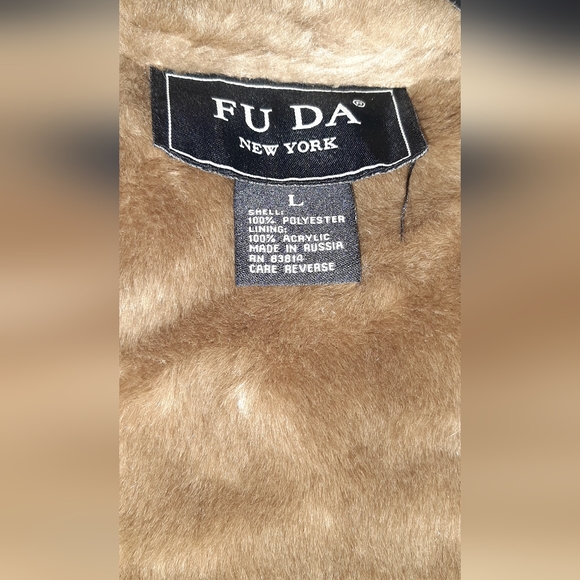 FU DA®
NEW YORK
L
SHELL:
100% POLYESTER
LINING:
100% ACRYLIC
MADE IN RUSSIA
RN 83814
CARE REVERSE